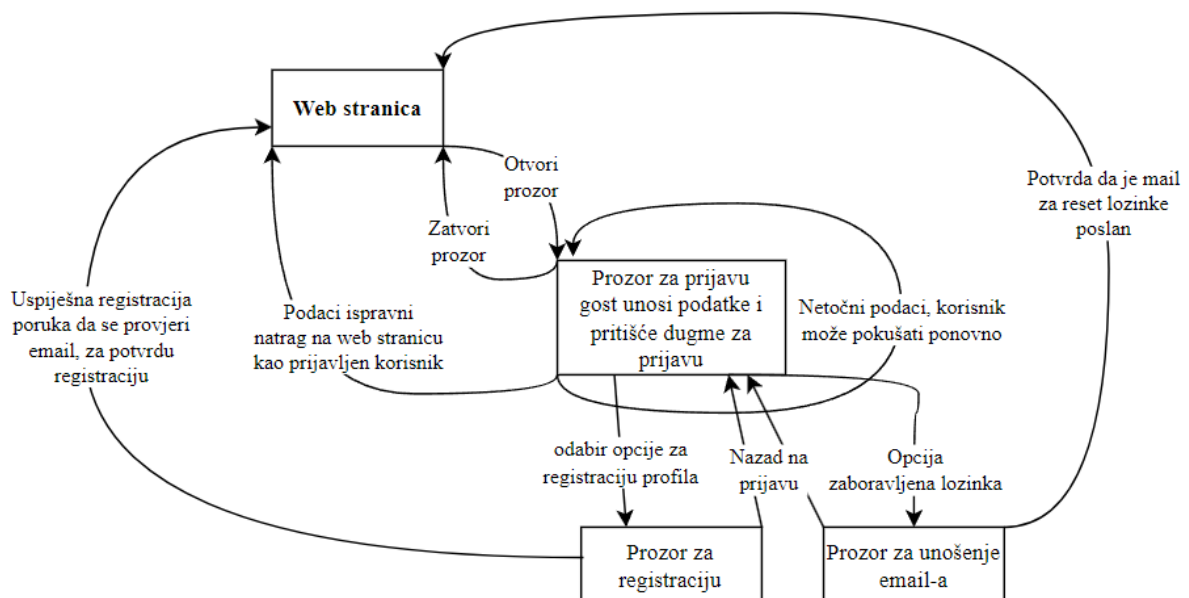 Web stranica
Otvori
prozor
Zatvori
prozor
Potvrda da je mail
za reset lozinke
poslan
Uspiješna registracija
poruka da se provjeri
email, za potvrdu
registraciju
Podaci ispravni
natrag na web stranicu
kao prijavljen korisnik
Prozor za prijavu
gost unosi podatke i
pritišće dugme za
prijavu
Netočni podaci, korisnik
može pokušati ponovno
odabir opcije za
registraciju profila
Nazad na
prijavu
Opcija
zaboravljena lozinka
Prozor za
registraciju
Prozor za unošenje
email-a